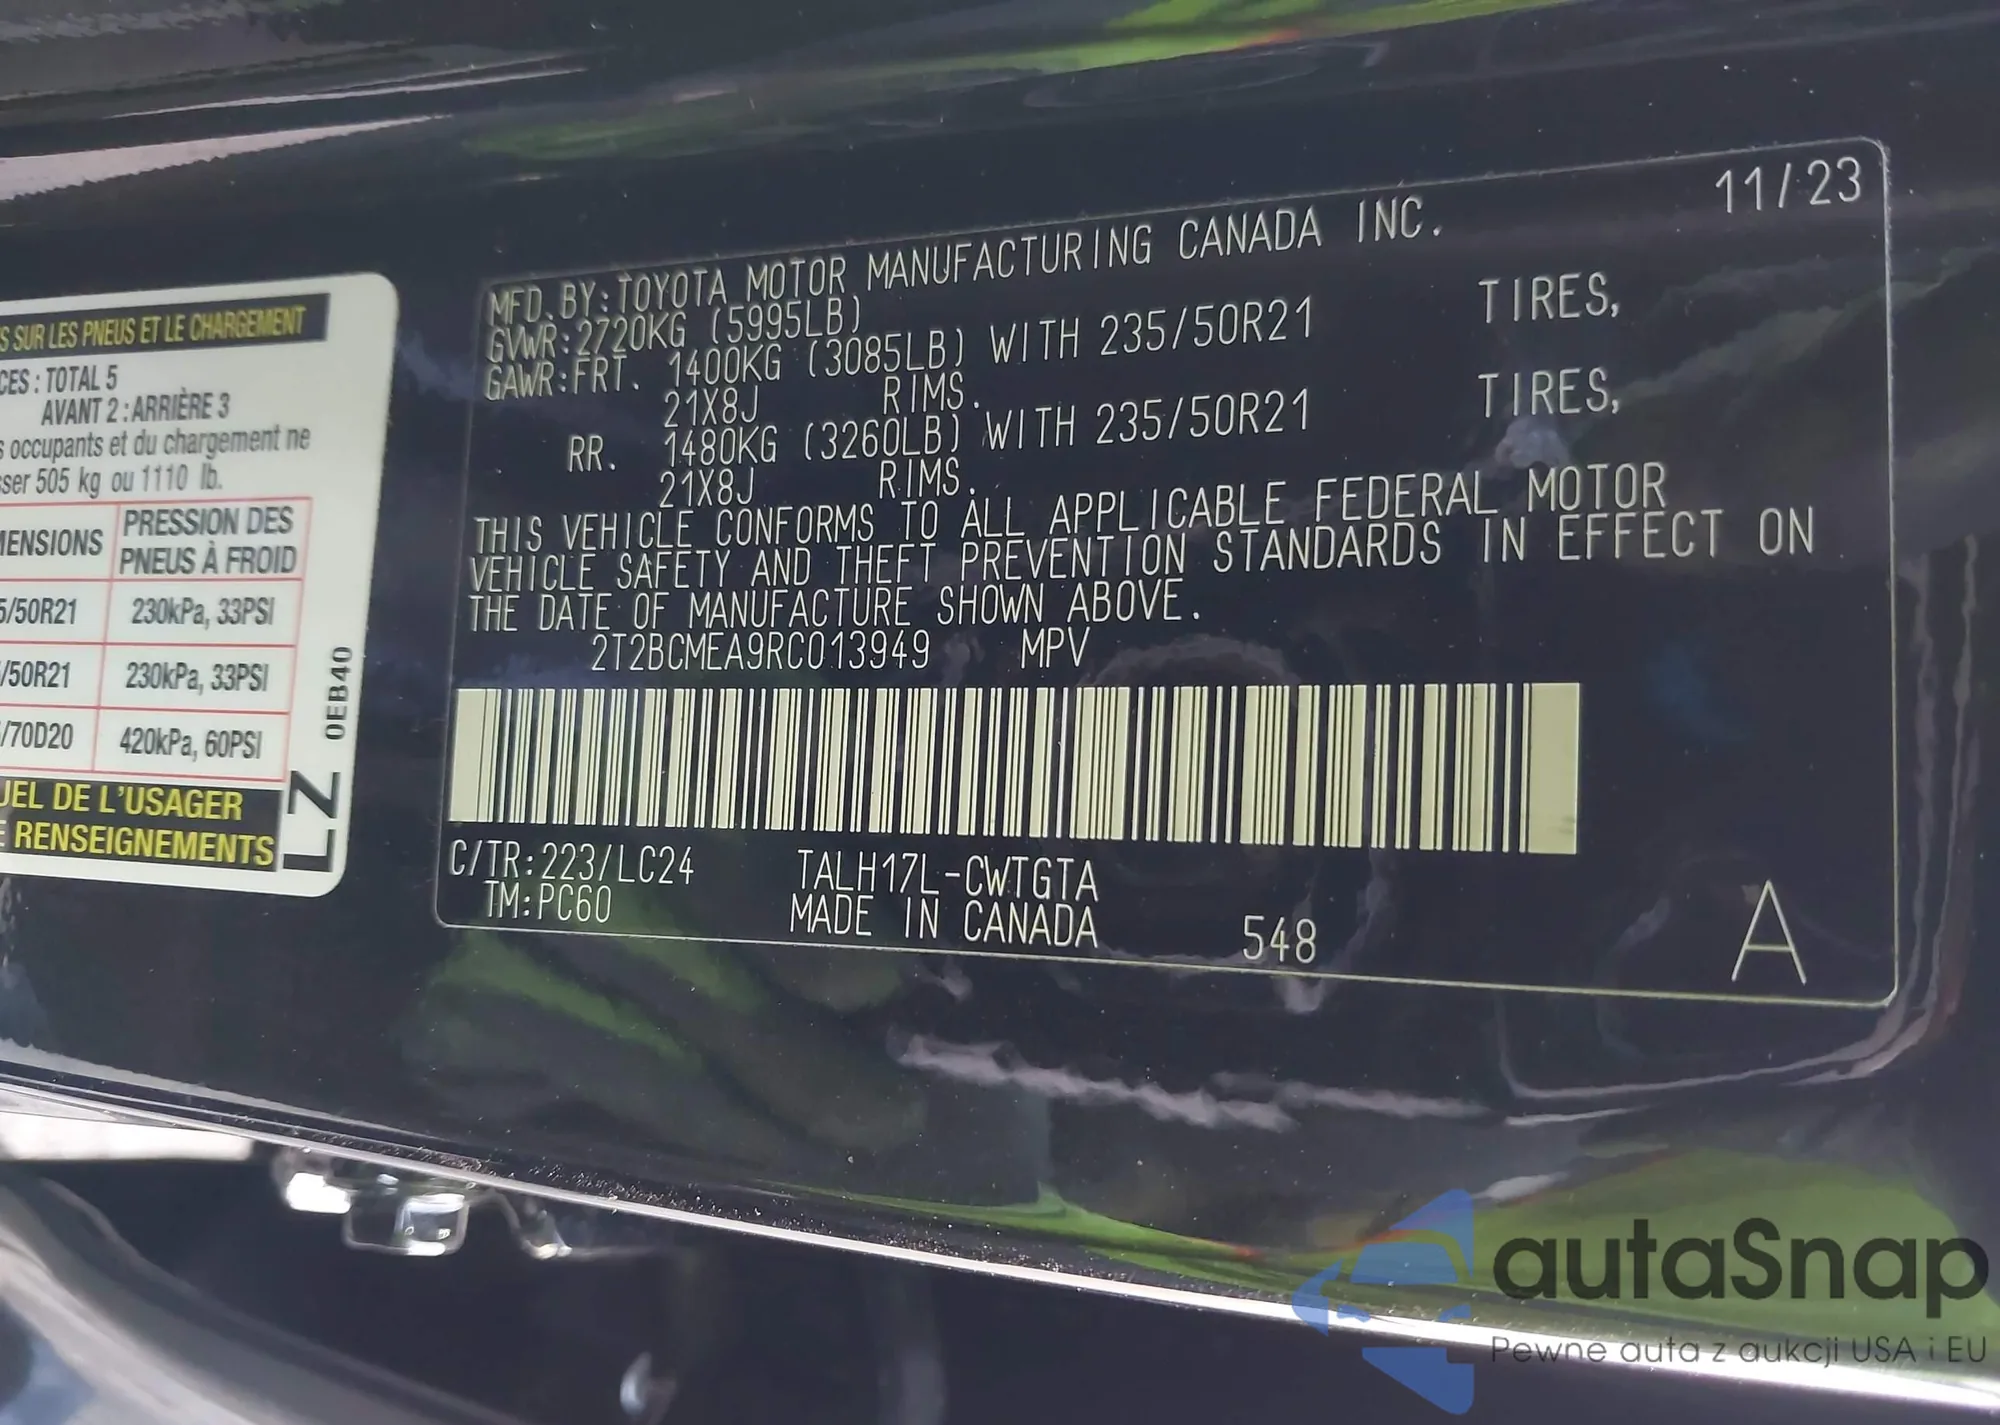 S SUR LES PNEUS ET LE CHARGEMENT
CES : TOTAL 5
AVANT 2 : ARRIÈRE 3
s occupants et du chargement ne
sser 505 kg ou 1110 lb.
MENSIONS PRESSION DES PNEUS À FROID
5/50R21 230kPa, 33PSI
/50R21 230kPa, 33PSI
/70D20 420kPa, 60PSI
UEL DE L'USAGER
E RENSEIGNEMENTS
LZ 0EB40
11/23
MFD. BY:TOYOTA MOTOR MANUFACTURING CANADA INC.
GVWR:2720KG (5995LB)
GAWR:FRT. 1400KG (3085LB) WITH 235/50R21 TIRES,
21X8J RIMS.
RR. 1480KG (3260LB) WITH 235/50R21 TIRES,
21X8J RIMS.
THIS VEHICLE CONFORMS TO ALL APPLICABLE FEDERAL MOTOR
VEHICLE SAFETY AND THEFT PREVENTION STANDARDS IN EFFECT ON
THE DATE OF MANUFACTURE SHOWN ABOVE.
2T2BCMEA9RC013949 MPV
C/TR:223/LC24 TALH17L-CWTGTA
TM:PC60 MADE IN CANADA 548 A
autaSnap
Pewne auta z aukcji USA i EU